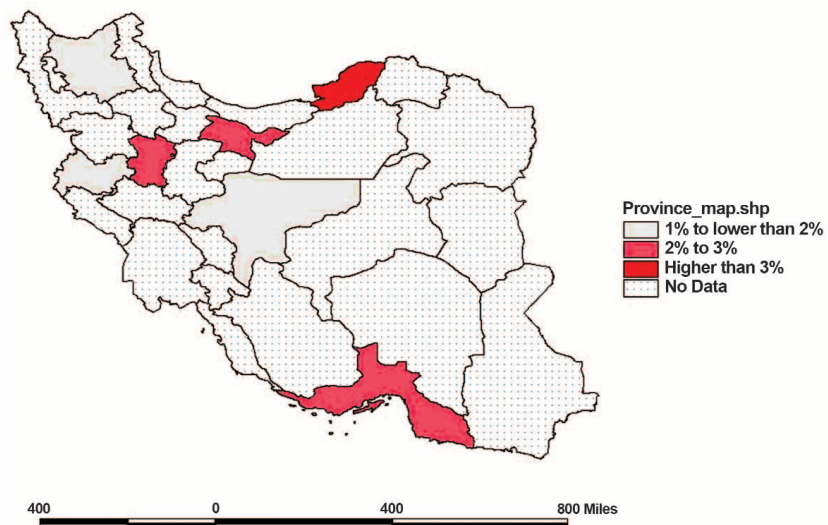 Province_map.shp
1% to lower than 2%
2% to 3%
Higher than 3%
No Data
400 0 400 800 Miles